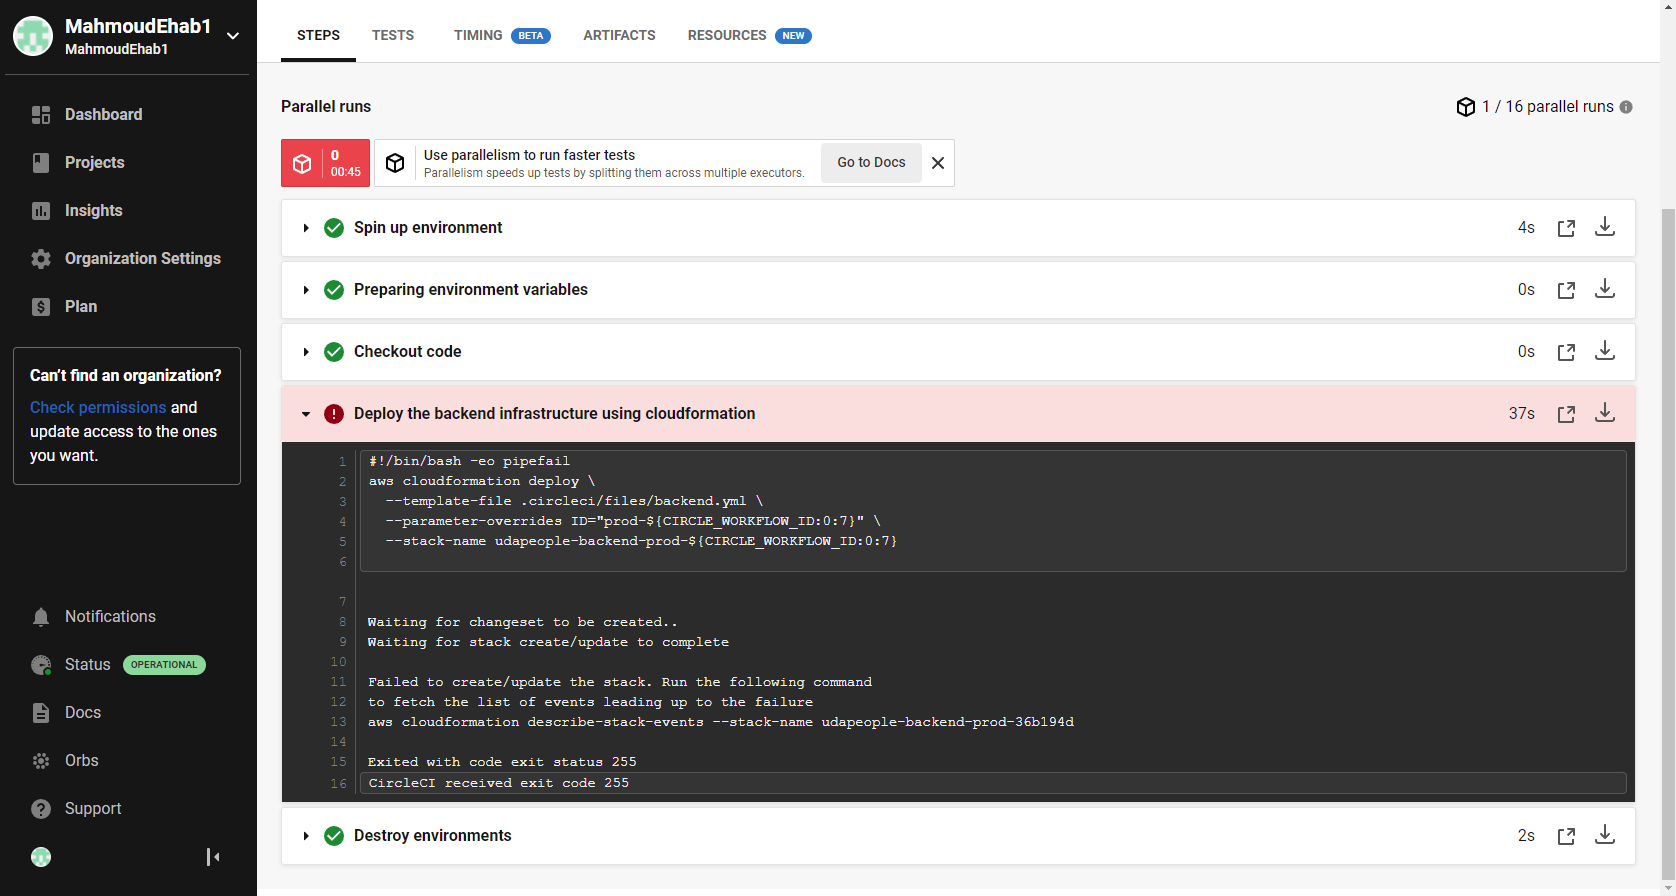 MahmoudEhab1
MahmoudEhab1
Dashboard
Projects
Insights
Organization Settings
Plan
Can't find an organization?
Check permissions and
update access to the ones
you want.
Notifications
Status OPERATIONAL
Docs
Orbs
Support
STEPS TESTS TIMING BETA ARTIFACTS RESOURCES NEW
Parallel runs
1 / 16 parallel runs
0
00:45
Use parallelism to run faster tests
Parallelism speeds up tests by splitting them across multiple executors.
Go to Docs
Spin up environment 4s
Preparing environment variables 0s
Checkout code 0s
Deploy the backend infrastructure using cloudformation 37s
1 #!/bin/bash -eo pipefail
2 aws cloudformation deploy \
3 --template-file .circleci/files/backend.yml \
4 --parameter-overrides ID="prod-${CIRCLE_WORKFLOW_ID:0:7}" \
5 --stack-name udapeople-backend-prod-${CIRCLE_WORKFLOW_ID:0:7}
6
7
8 Waiting for changeset to be created..
9 Waiting for stack create/update to complete
10
11 Failed to create/update the stack. Run the following command
12 to fetch the list of events leading up to the failure
13 aws cloudformation describe-stack-events --stack-name udapeople-backend-prod-36b194d
14
15 Exited with code exit status 255
16 CircleCI received exit code 255
Destroy environments 2s